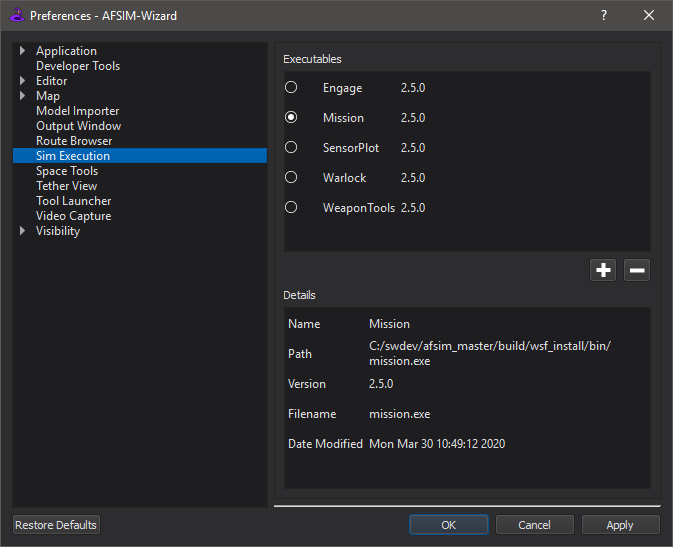 Preferences - AFSIM-Wizard
Application
Developer Tools
Editor
Map
Model Importer
Output Window
Route Browser
Sim Execution
Space Tools
Tether View
Tool Launcher
Video Capture
Visibility
Executables
Engage 2.5.0
Mission 2.5.0
SensorPlot 2.5.0
Warlock 2.5.0
WeaponTools 2.5.0
Details
Name Mission
Path C:/swdev/afsim_master/build/wsf_install/bin/
mission.exe
Version 2.5.0
Filename mission.exe
Date Modified Mon Mar 30 10:49:12 2020
Restore Defaults OK Cancel Apply